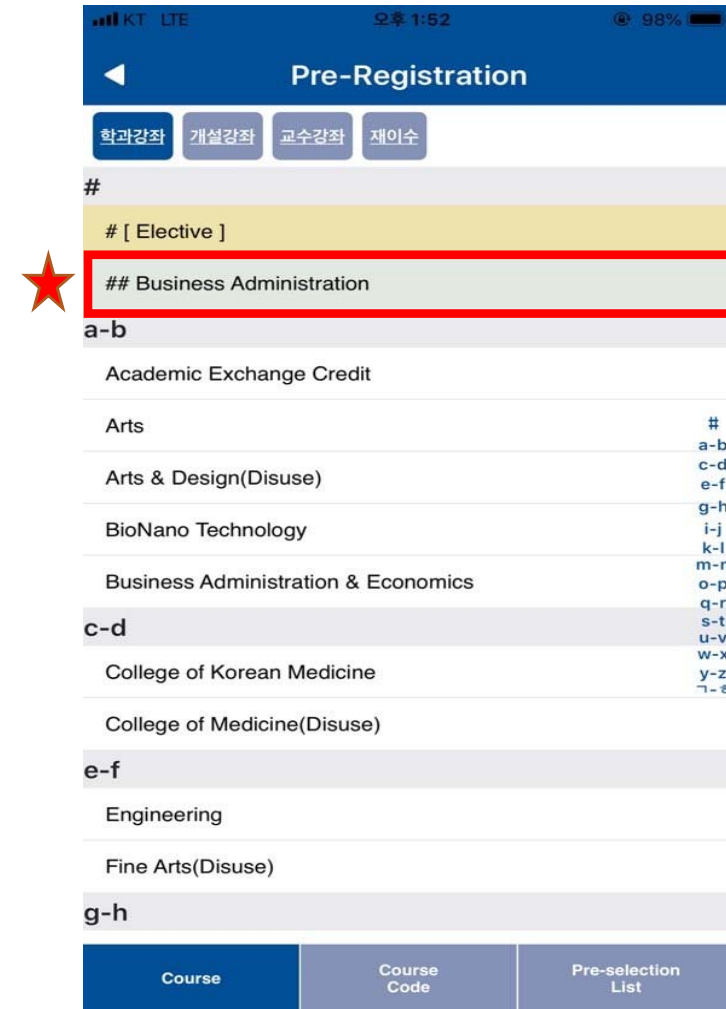 KT LTE 오후 1:52 98%
Pre-Registration
학과강좌 개설강좌 교수강좌 재이수
#
# [ Elective ]
## Business Administration
a-b
Academic Exchange Credit
Arts
Arts & Design(Disuse)
BioNano Technology
Business Administration & Economics
c-d
College of Korean Medicine
College of Medicine(Disuse)
e-f
Engineering
Fine Arts(Disuse)
g-h
#
a-b
c-d
e-f
g-h
i-j
k-l
m-n
o-p
q-r
s-t
u-v
w-x
y-z
ㄱ-ㅎ
Course
Course
Code
Pre-selection
List